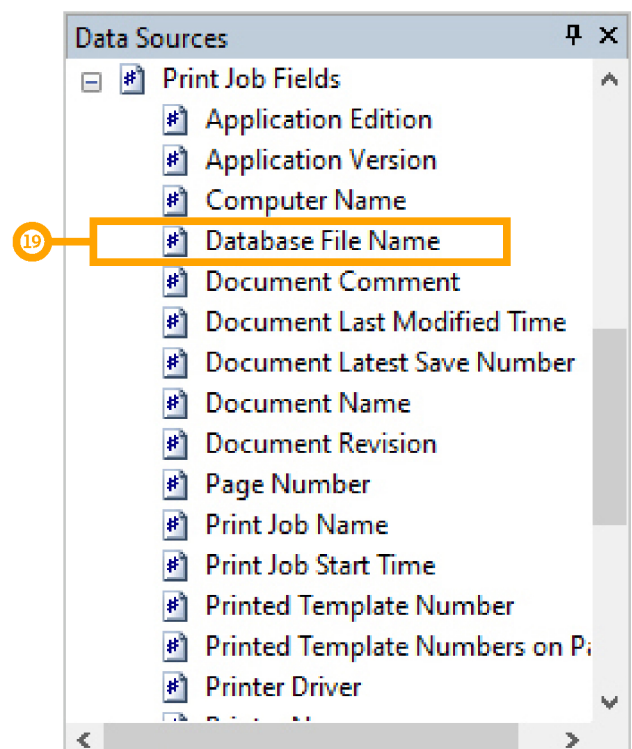 Data Sources
Print Job Fields
Application Edition
Application Version
Computer Name
19
Database File Name
Document Comment
Document Last Modified Time
Document Latest Save Number
Document Name
Document Revision
Page Number
Print Job Name
Print Job Start Time
Printed Template Number
Printed Template Numbers on
Printer Driver